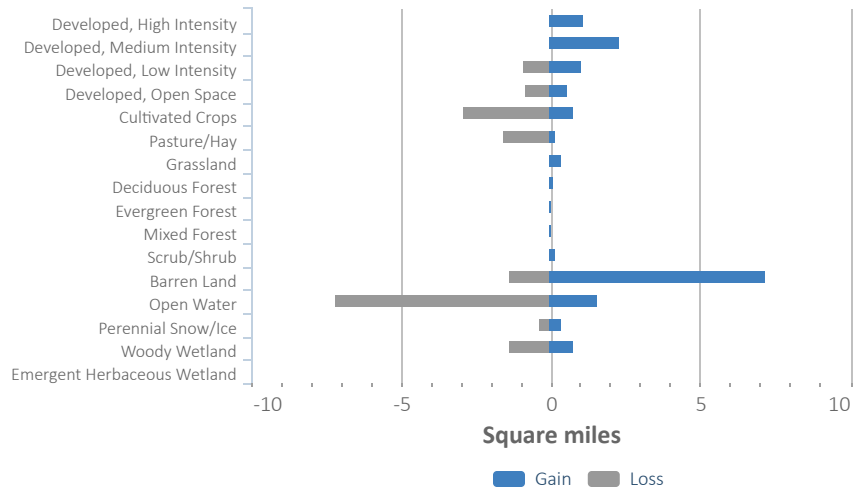 Developed, High Intensity
Developed, Medium Intensity
Developed, Low Intensity
Developed, Open Space
Cultivated Crops
Pasture/Hay
Grassland
Deciduous Forest
Evergreen Forest
Mixed Forest
Scrub/Shrub
Barren Land
Open Water
Perennial Snow/Ice
Woody Wetland
Emergent Herbaceous Wetland
-10 -5 0 5 10
Square miles
Gain Loss